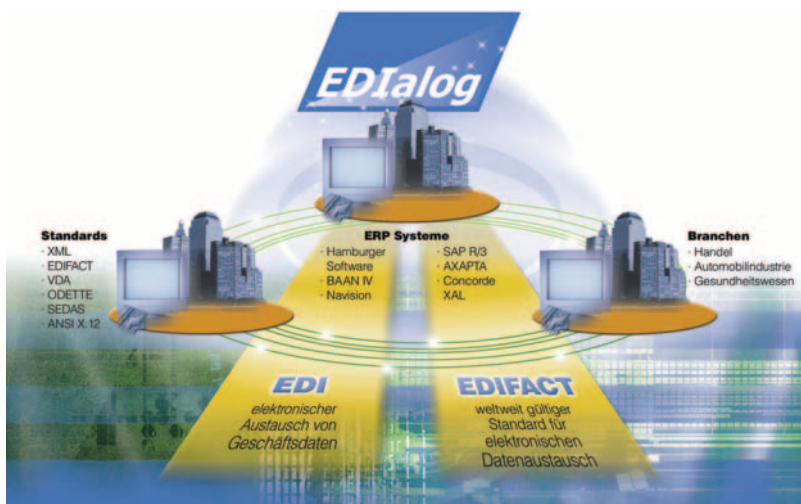 EDIalog
Standards
· XML
· EDIFACT
· VDA
· ODETTE
· SEDAS
· ANSI X.12
ERP Systeme
· Hamburger
Software
· BAAN IV
· Navision
· SAP R/3
· AXAPTA
· Concorde
XAL
Branchen
· Handel
· Automobilindustrie
· Gesundheitswesen
EDI
elektronischer
Austausch von
Geschäftsdaten
EDIFACT
weltweit gültiger
Standard für
elektronischen
Datenaustausch